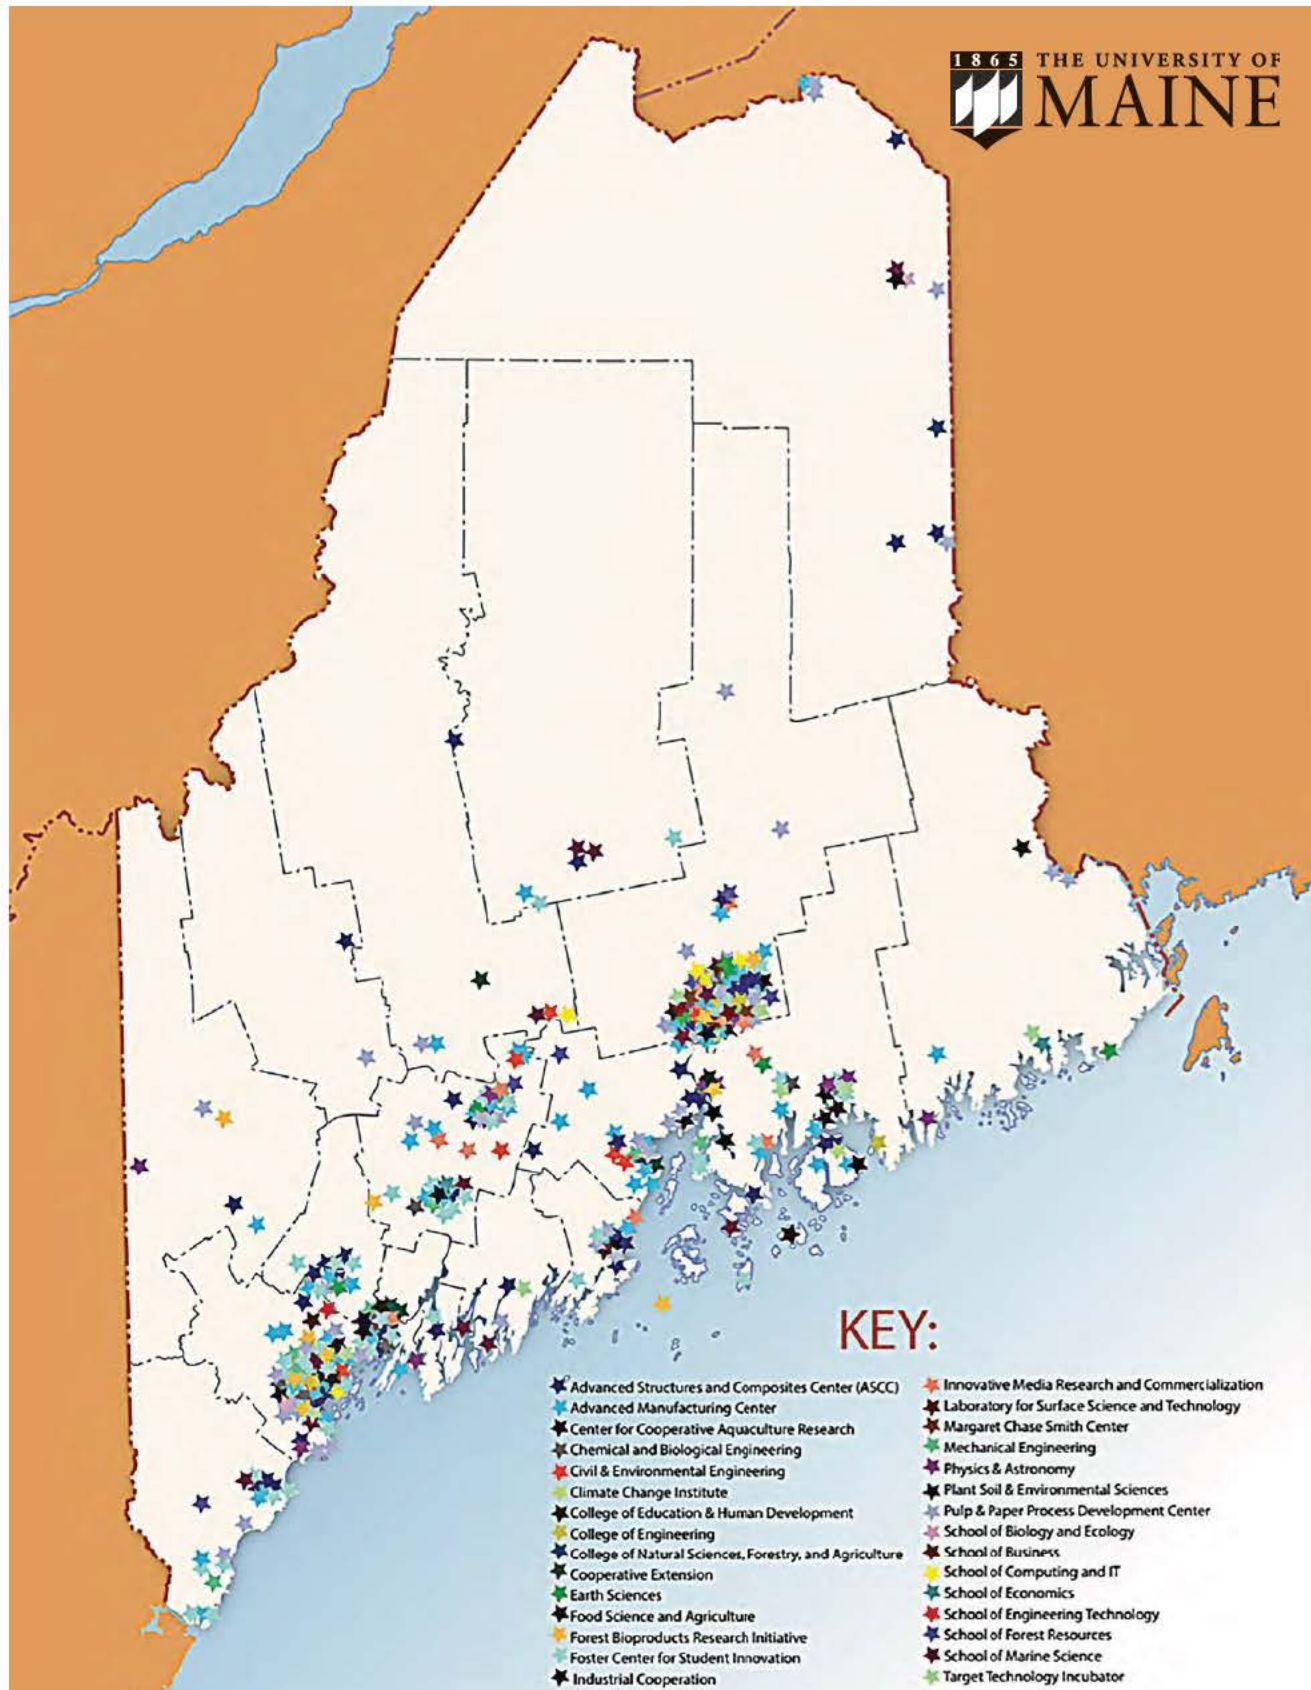 1865 THE UNIVERSITY OF
MAINE
KEY:
Advanced Structures and Composites Center (ASCC)
Advanced Manufacturing Center
Center for Cooperative Aquaculture Research
Chemical and Biological Engineering
Civil & Environmental Engineering
Climate Change Institute
College of Education & Human Development
College of Engineering
College of Natural Sciences, Forestry, and Agriculture
Cooperative Extension
Earth Sciences
Food Science and Agriculture
Forest Bioproducts Research Initiative
Foster Center for Student Innovation
Industrial Cooperation
Innovative Media Research and Commercialization
Laboratory for Surface Science and Technology
Margaret Chase Smith Center
Mechanical Engineering
Physics & Astronomy
Plant Soil & Environmental Sciences
Pulp & Paper Process Development Center
School of Biology and Ecology
School of Business
School of Computing and IT
School of Economics
School of Engineering Technology
School of Forest Resources
School of Marine Science
Target Technology Incubator